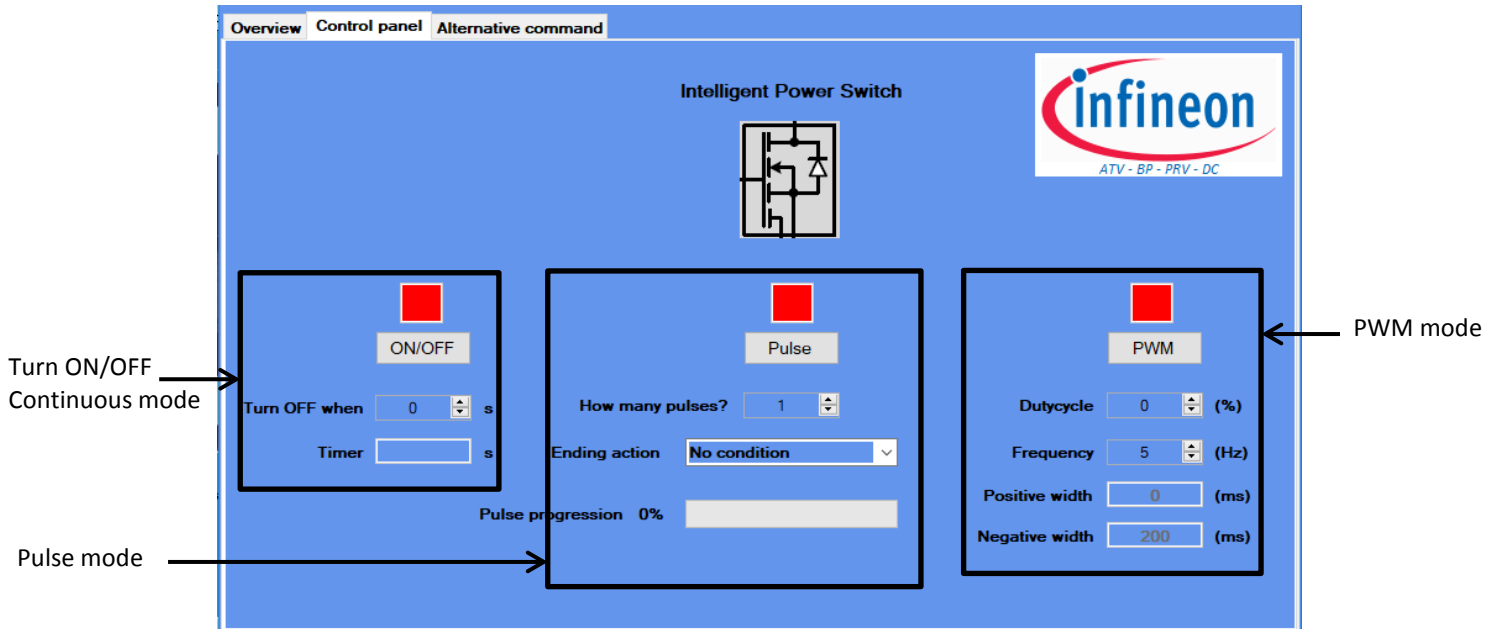 Overview Control panel Alternative command
Intelligent Power Switch
infineon
ATV - BP - PRV - DC
Turn ON/OFF
Continuous mode
ON/OFF
Turn OFF when 0 s
Timer s
Pulse
How many pulses? 1
Ending action No condition
Pulse progression 0%
Pulse mode
PWM
Dutycycle 0 (%)
Frequency 5 (Hz)
Positive width 0 (ms)
Negative width 200 (ms)
PWM mode